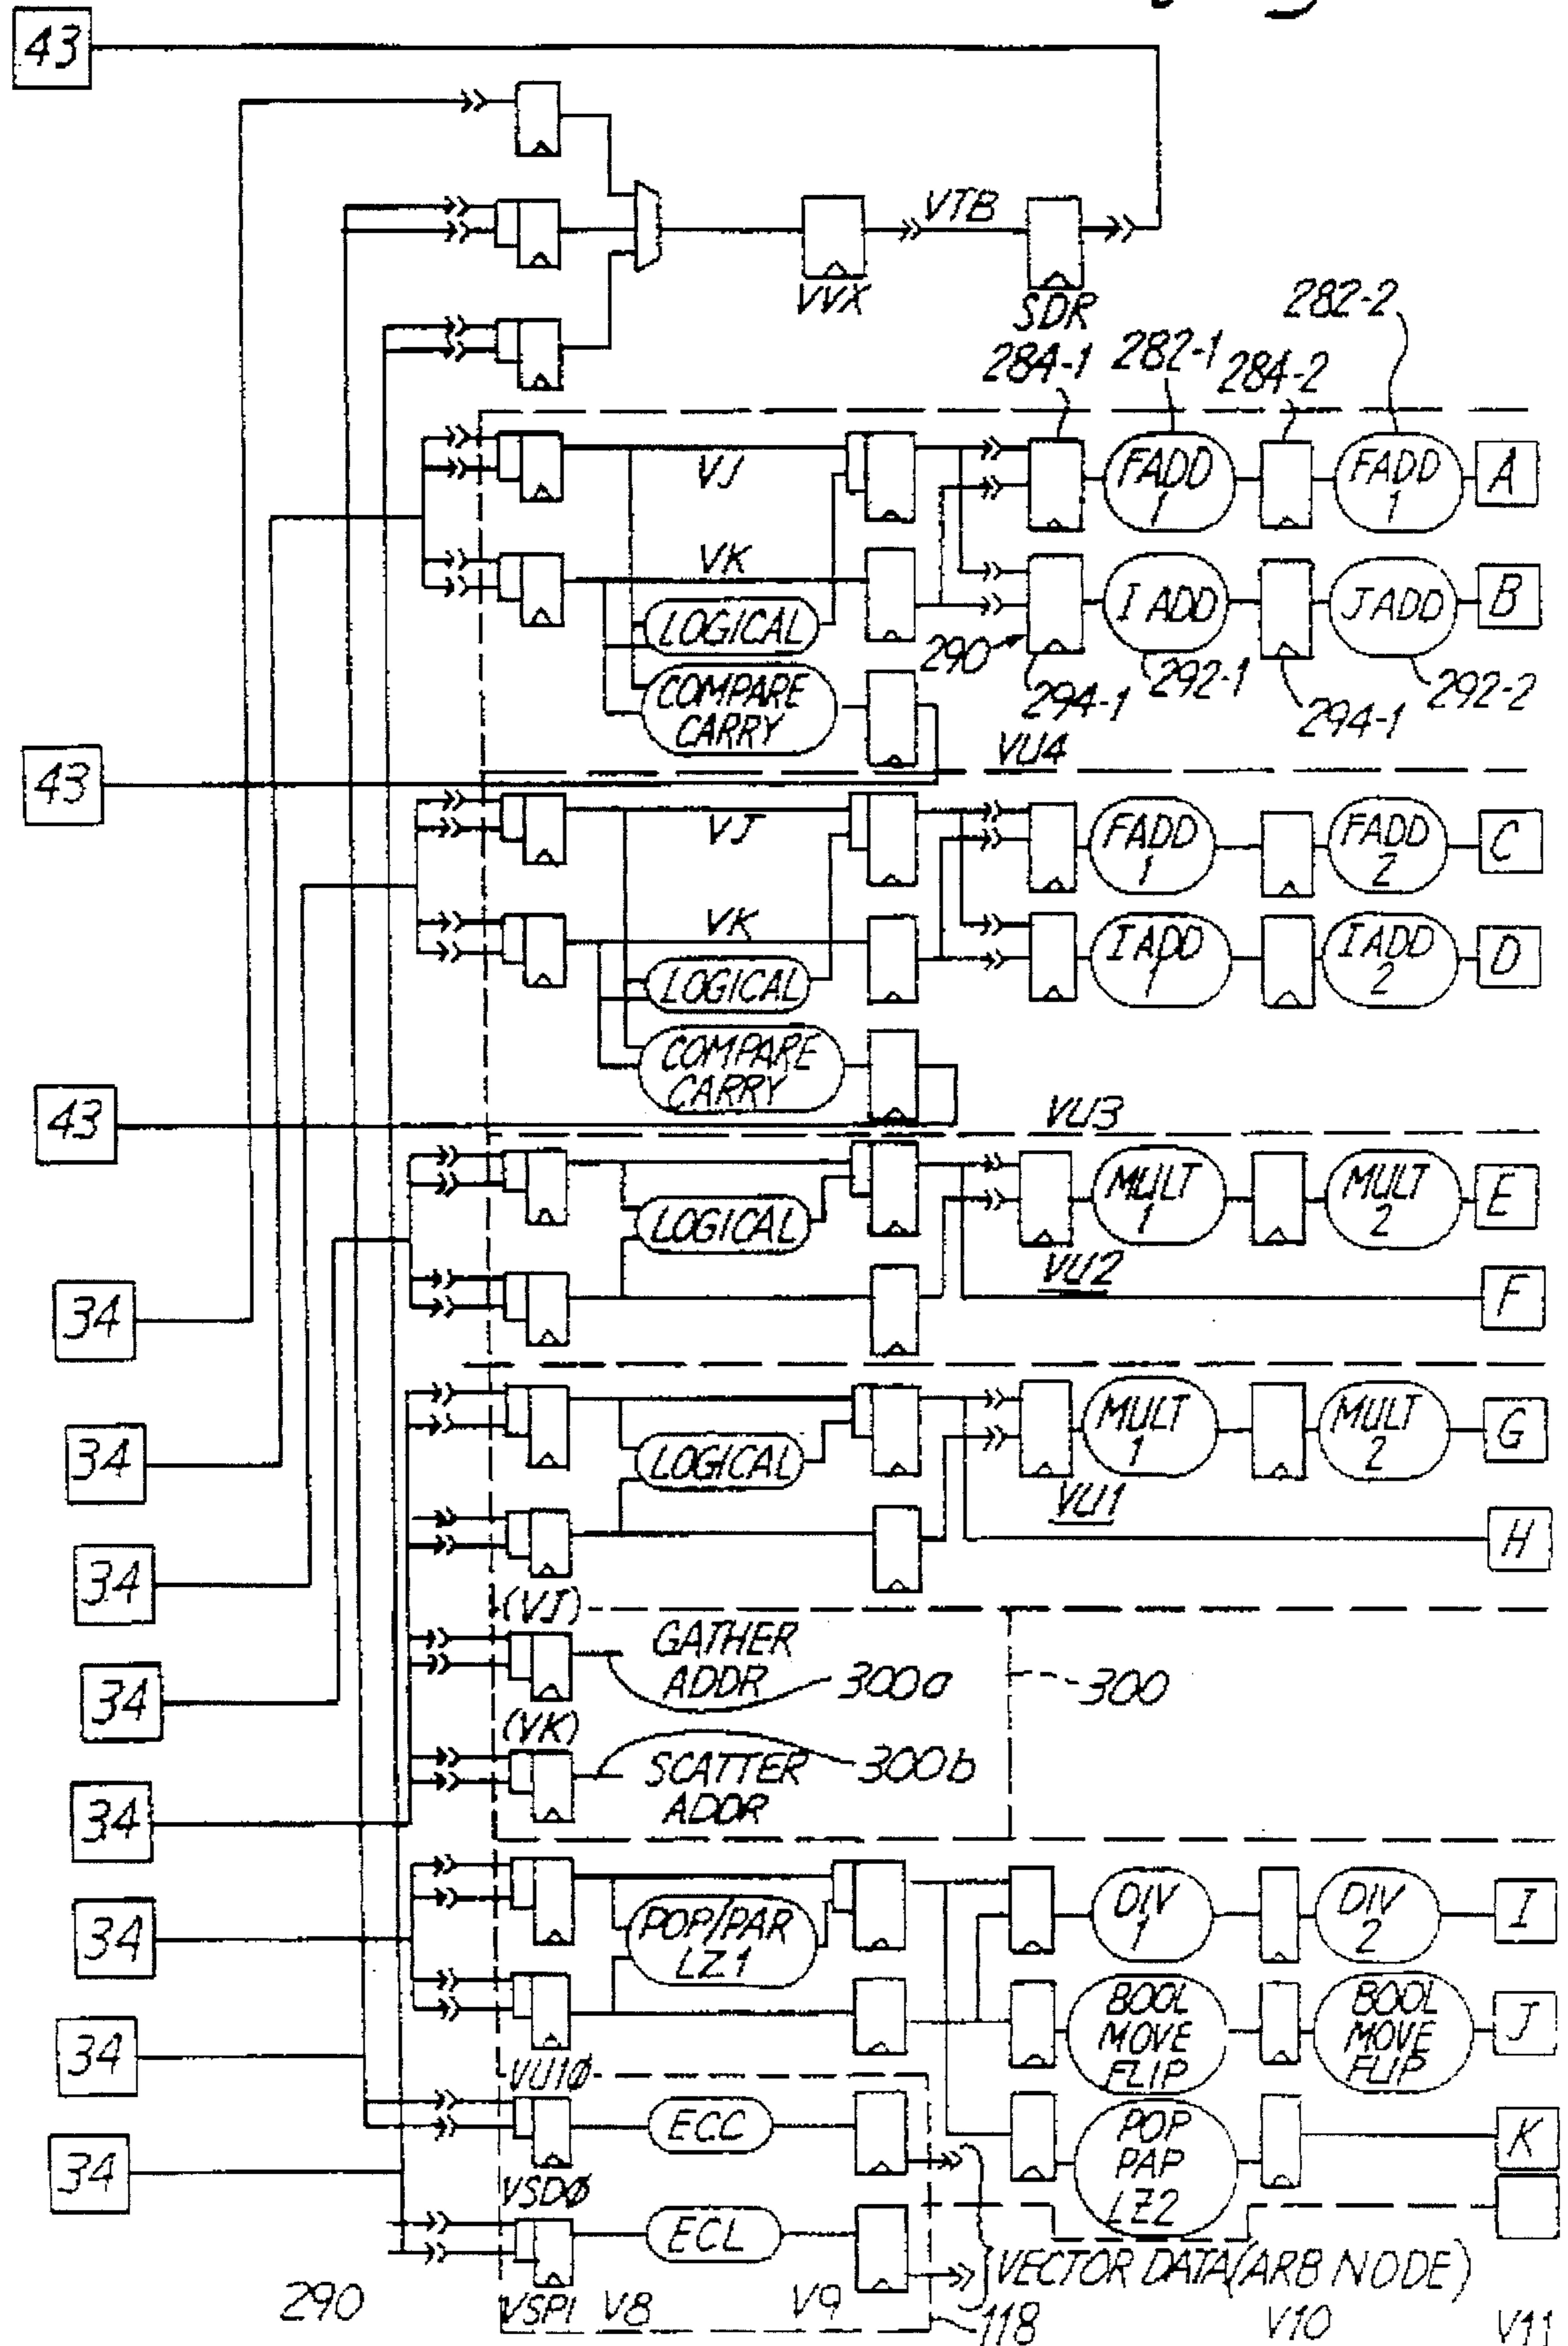 43
VTB
VVX
SDR
282-2
284-1 282-1 284-2
VJ
FADD 1
FADD 1
A
VK
LOGICAL
I ADD
JADD
B
COMPARE CARRY
290
294-1
292-1
294-1
292-2
VU4
43
VJ
FADD 1
FADD 2
C
VK
LOGICAL
IADD 1
IADD 2
D
COMPARE CARRY
43
VU3
LOGICAL
MULT 1
MULT 2
E
VU2
F
34
LOGICAL
MULT 1
MULT 2
G
34
VU1
H
34
(VJ)
GATHER ADDR
300a
300
34
(VK)
SCATTER ADDR
300b
34
POP/PAR LZ1
DIV 1
DIV 2
I
34
BOOL MOVE FLIP
BOOL MOVE FLIP
J
34
VU1Ø
ECC
POP PAP LZ2
K
34
VSDØ
ECL
VECTOR DATA (ARB NODE)
290
VSP1
V8
V9
118
V10
V11